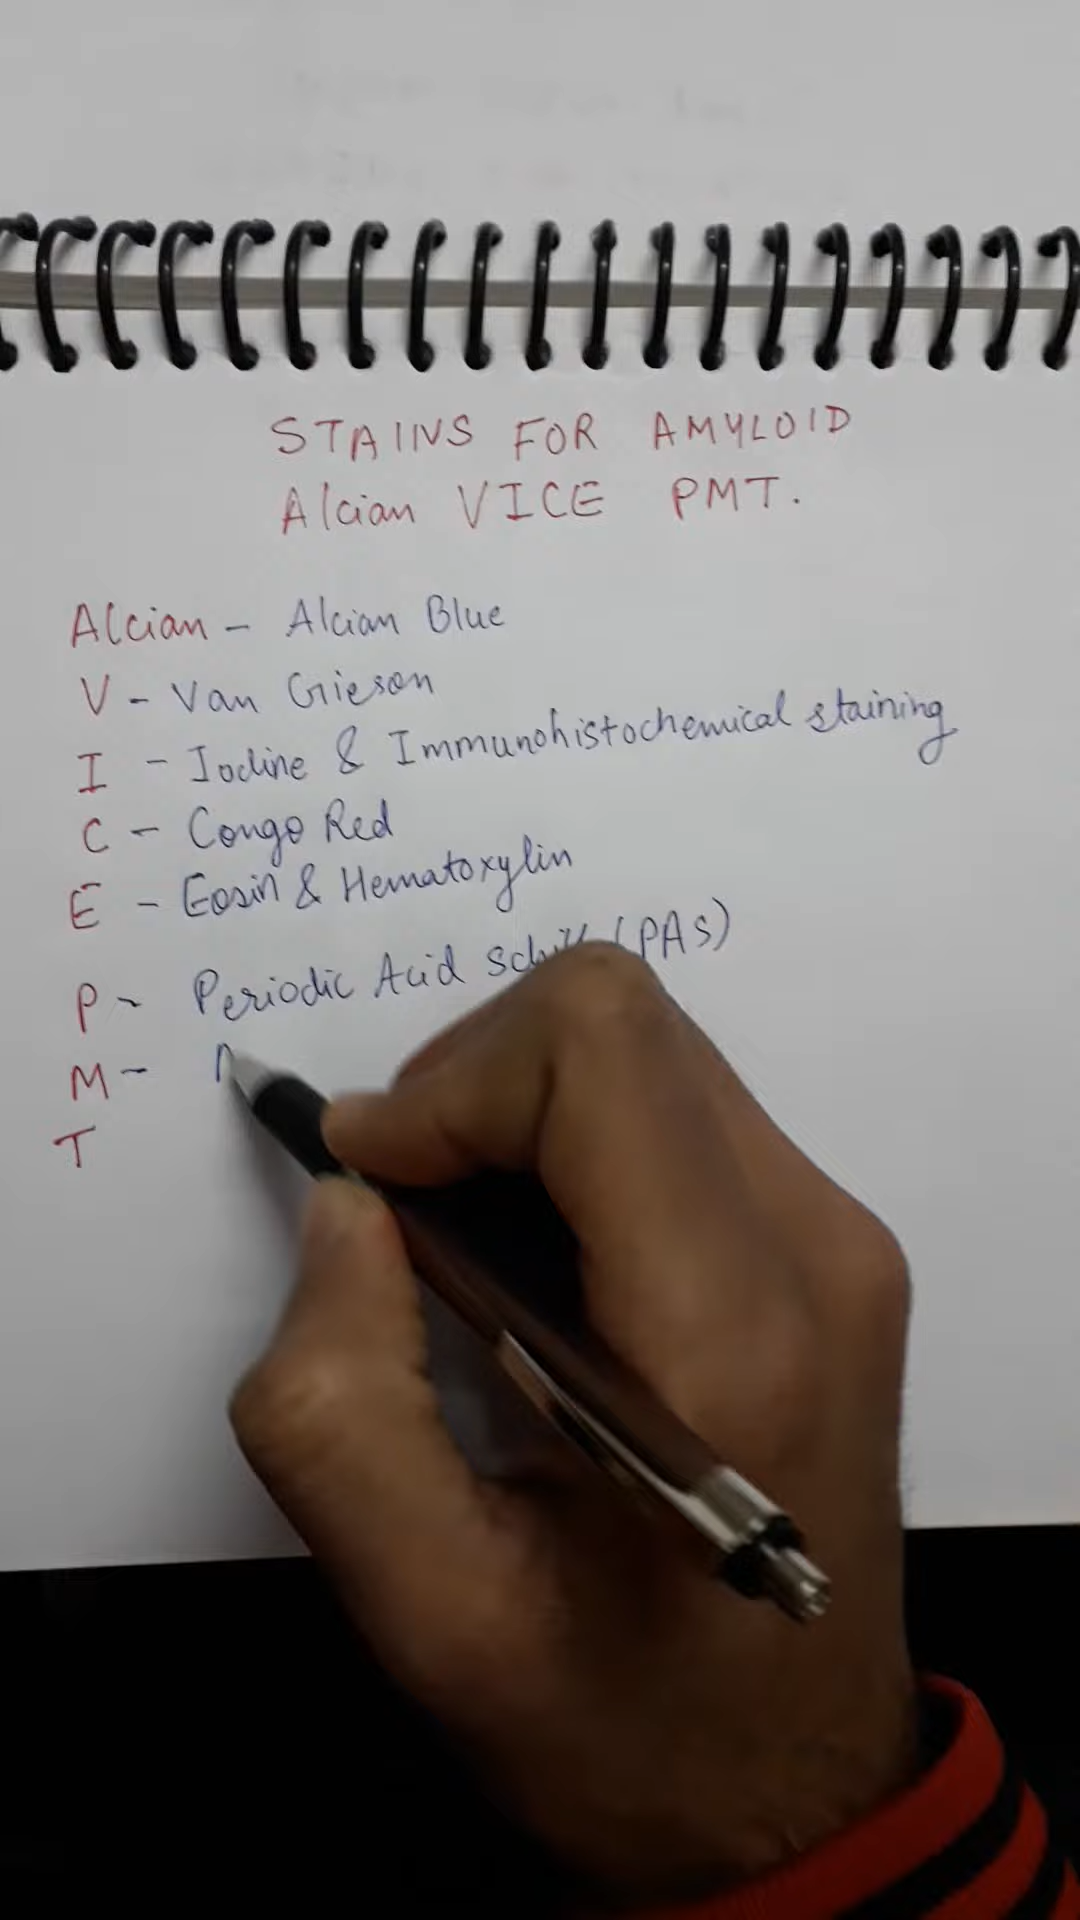 STAINS FOR AMYLOID
Alcian VICE PMT.
Alcian - Alcian Blue
V - Van Gieson
I - Iodine & Immunohistochemical staining
C - Congo Red
E - Eosin & Hematoxylin
P - Periodic Acid (PAS)
M -
T